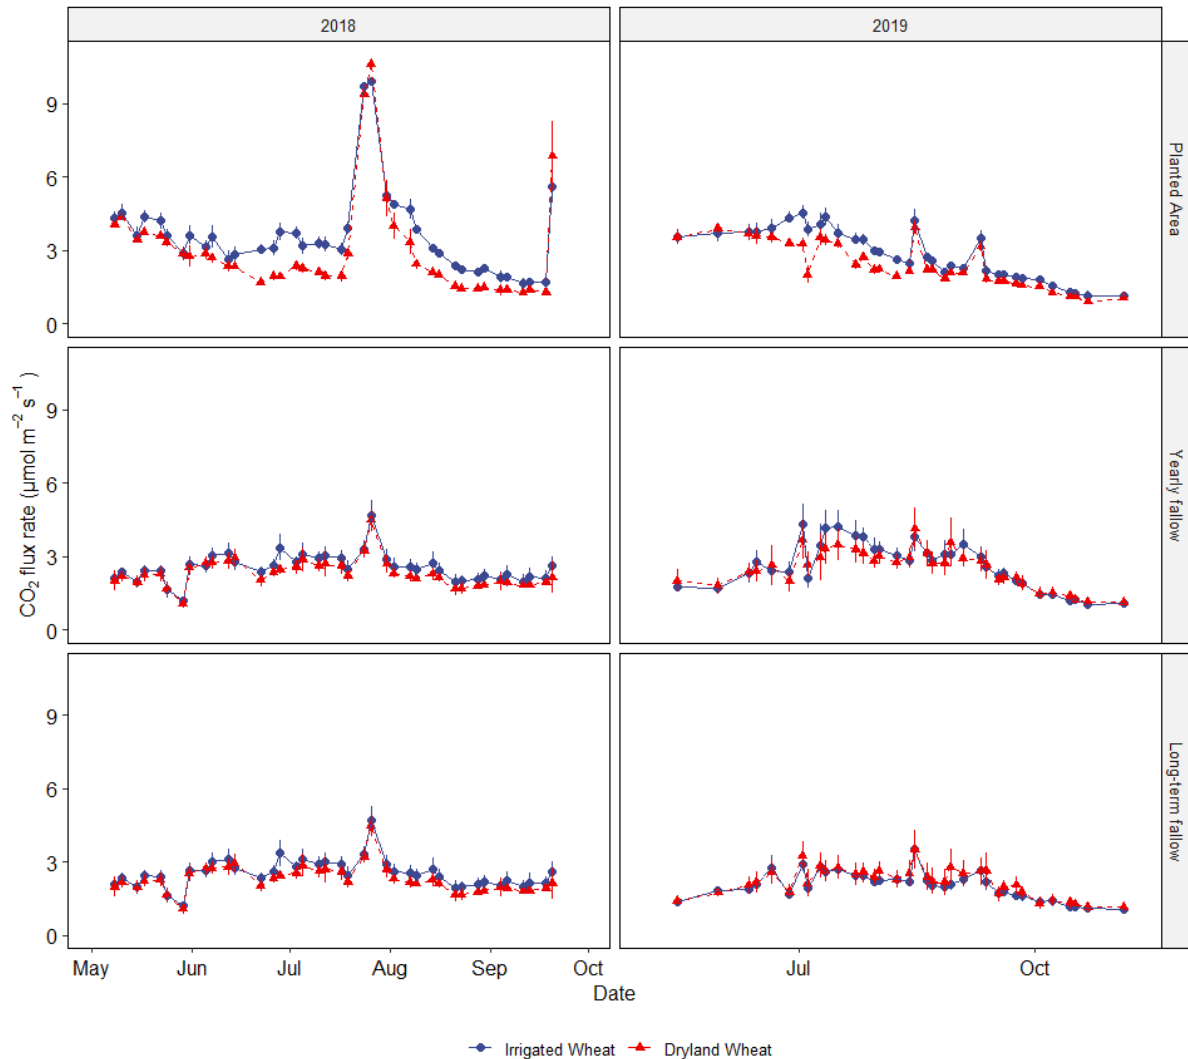 2018 2019
9
6
3
0
Planted Area
9
6
3
0
Yearly fallow
CO₂ flux rate (µmol m⁻² s⁻¹ )
9
6
3
0
Long-term fallow
May Jun Jul Aug Sep Oct Jul Oct
Date
Irrigated Wheat Dryland Wheat